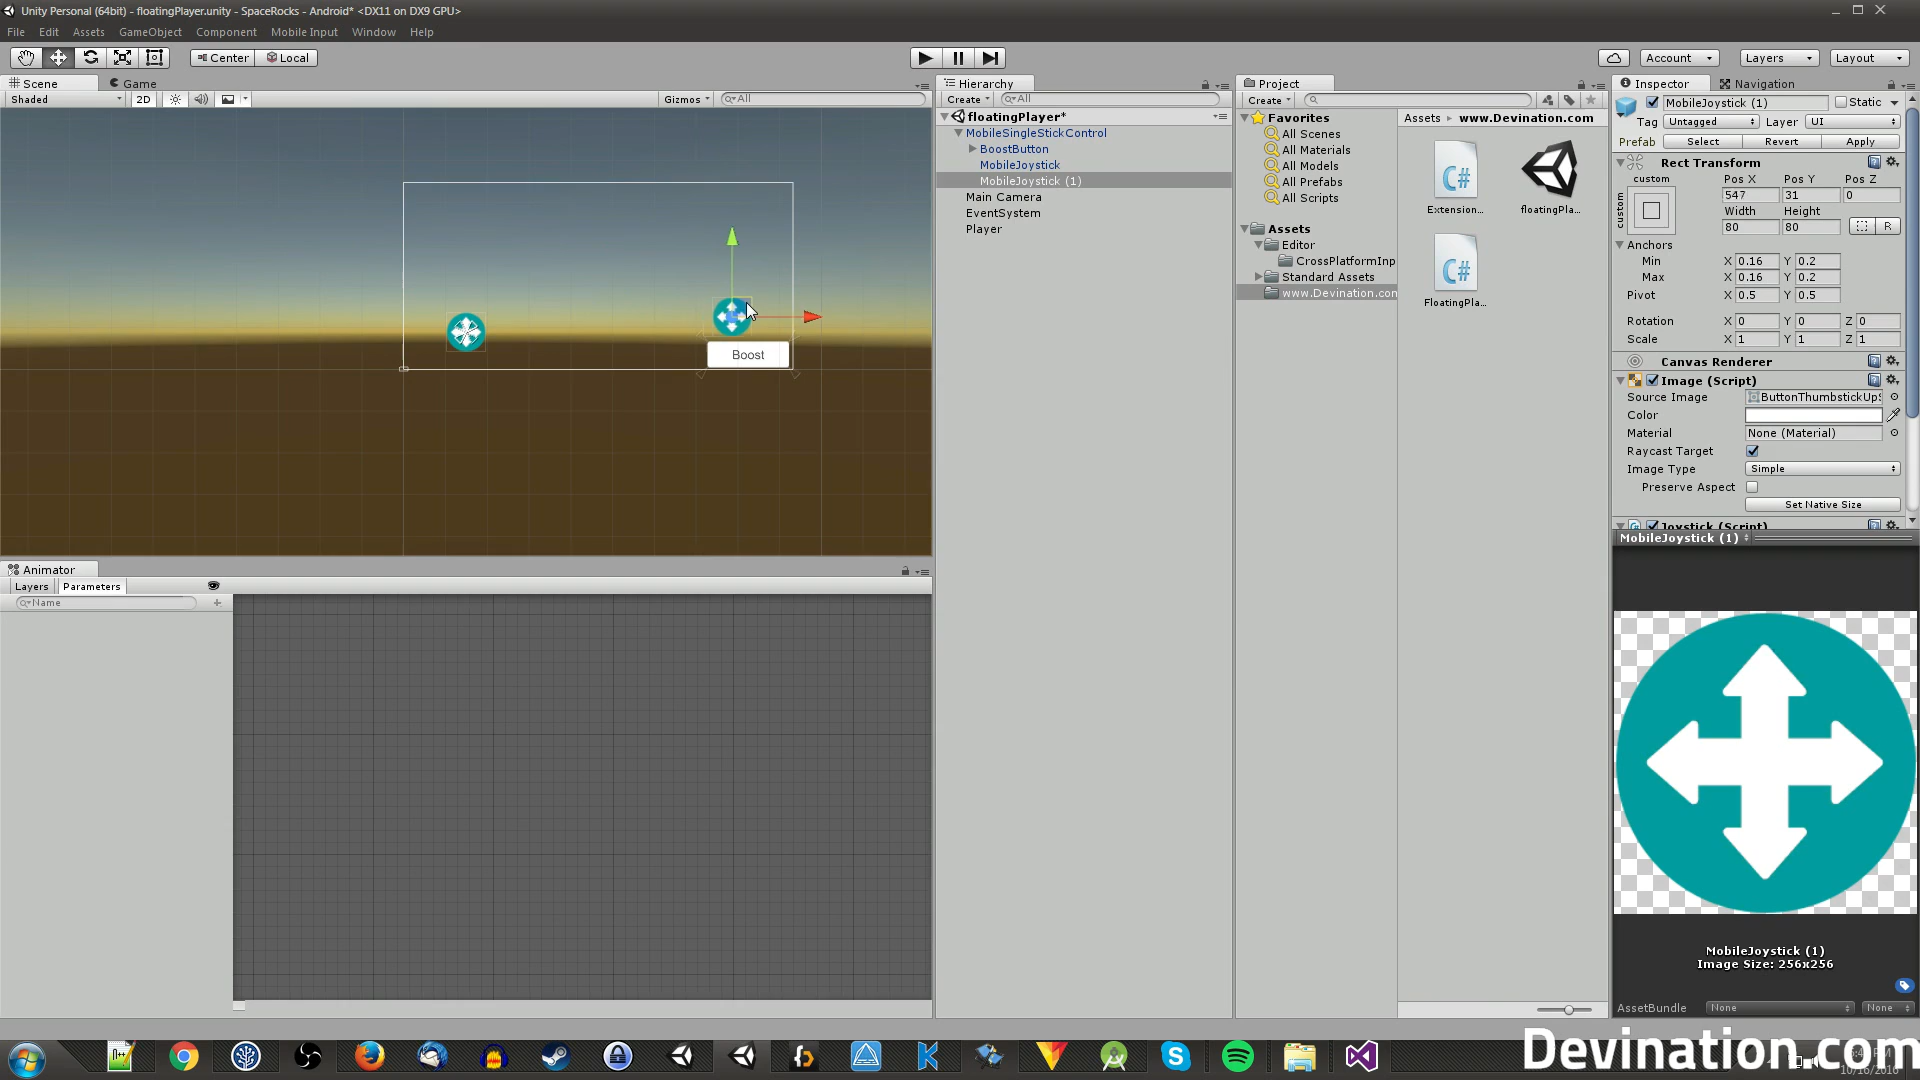 Unity Personal (64bit) - floatingPlayer.unity - SpaceRocks - Android* <DX11 on DX9 GPU>
File Edit Assets GameObject Component Mobile Input Window Help
Center Local Account Layers Layout
Scene Game
Shaded 2D Gizmos All
Boost
Animator
Layers Parameters
Name
Hierarchy
Create All
floatingPlayer*
MobileSingleStickControl
BoostButton
MobileJoystick
MobileJoystick (1)
Main Camera
EventSystem
Player
Project
Create
Favorites
All Scenes
All Materials
All Models
All Prefabs
All Scripts
Assets
Editor
CrossPlatformInp
Standard Assets
www.Devination.con
Assets www.Devination.com
C#
Extension...
floatingPla...
C#
FloatingPla...
Inspector Navigation
MobileJoystick (1) Static
Tag Untagged Layer UI
Prefab Select Revert Apply
Rect Transform
custom Pos X Pos Y Pos Z
custom
547 31 0
Width Height
80 80 R
Anchors
Min X 0.16 Y 0.2
Max X 0.16 Y 0.2
Pivot X 0.5 Y 0.5
Rotation X 0 Y 0 Z 0
Scale X 1 Y 1 Z 1
Canvas Renderer
Image (Script)
Source Image ButtonThumbstickUpS
Color
Material None (Material)
Raycast Target
Image Type Simple
Preserve Aspect
Set Native Size
Joystick (Script)
MobileJoystick (1)
MobileJoystick (1)
Image Size: 256x256
AssetBundle None None
Devination.com
10/16/2016